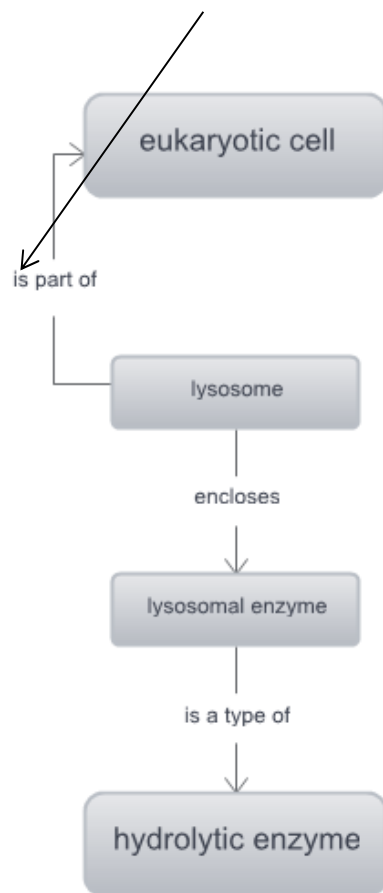 eukaryotic cell
is part of
lysosome
encloses
lysosomal enzyme
is a type of
hydrolytic enzyme